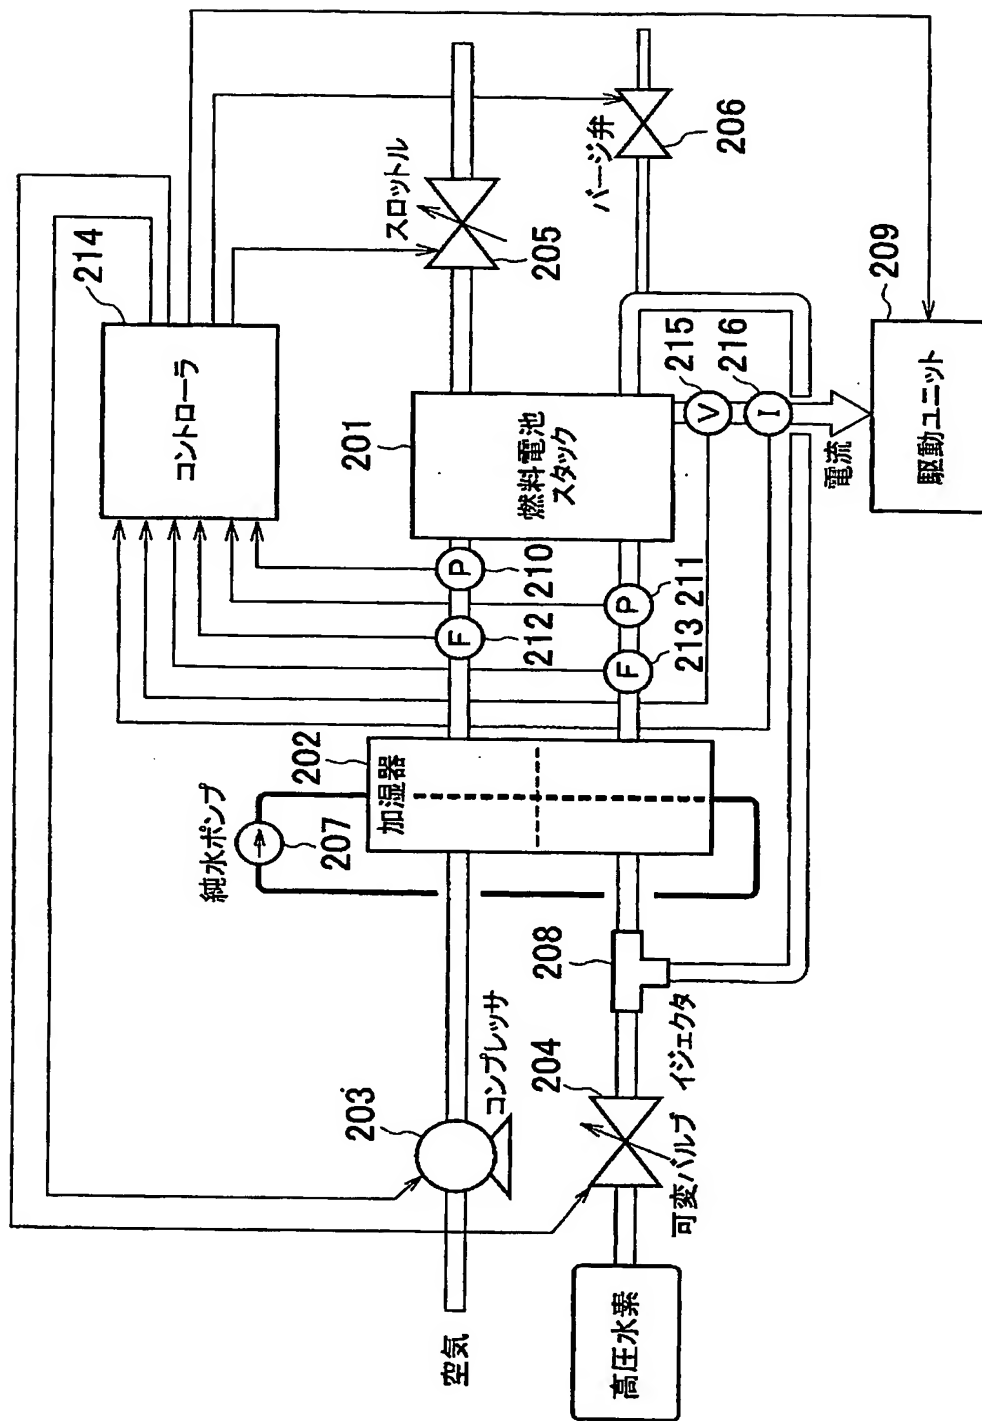 214
コントローラ
純水ポンプ
207
202
加湿器
203
コンプレッサ
空気
212
210
201
燃料電池
スタック
スロットル
205
208
204
イジェクタ
可変バルブ
高圧水素
F
P
F
P
213
211
バージ弁
206
V
215
I
216
電流
209
駆動ユニット